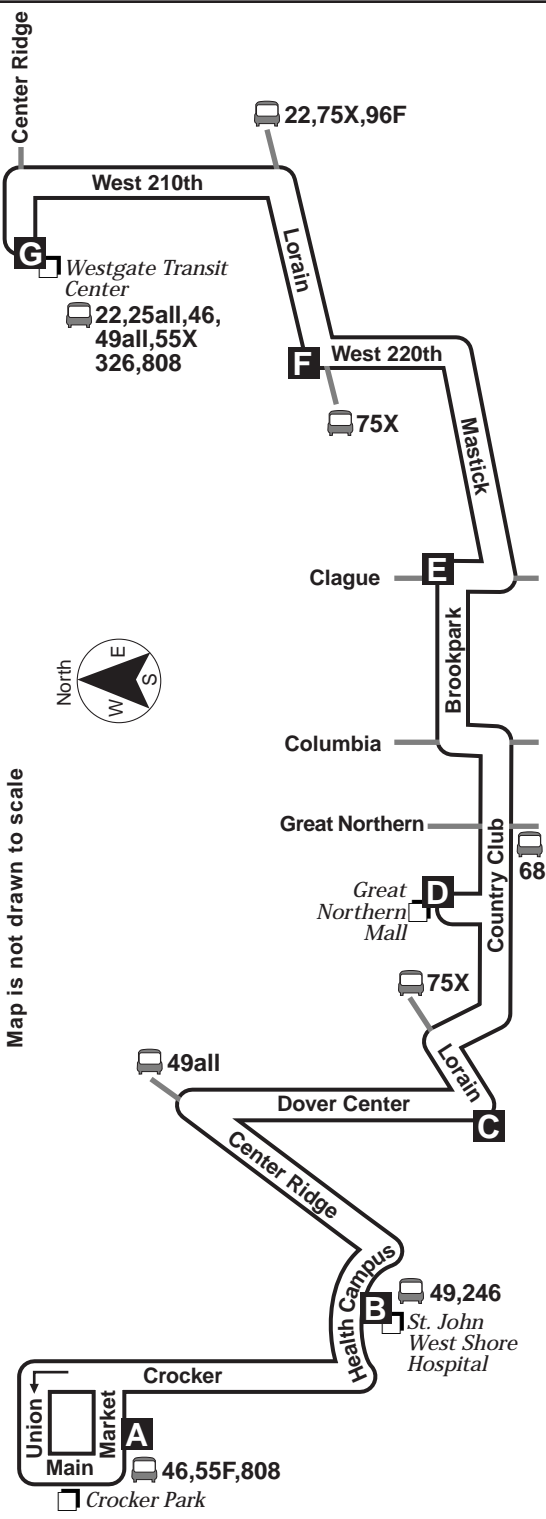 Center Ridge
22,75X,96F
West 210th
G
Westgate Transit
Center
22,25all,46,
49all,55X
326,808
Lorain
F
West 220th
75X
Mastick
Clague
E
Brookpark
North
E
W
S
Columbia
Map is not drawn to scale
Great Northern
68
Country Club
Great
Northern
Mall
D
75X
Lorain
49all
Dover Center
C
Center Ridge
Health Campus
B
49,246
St. John
West Shore
Hospital
Crocker
Union
Market
A
Main
46,55F,808
Crocker Park